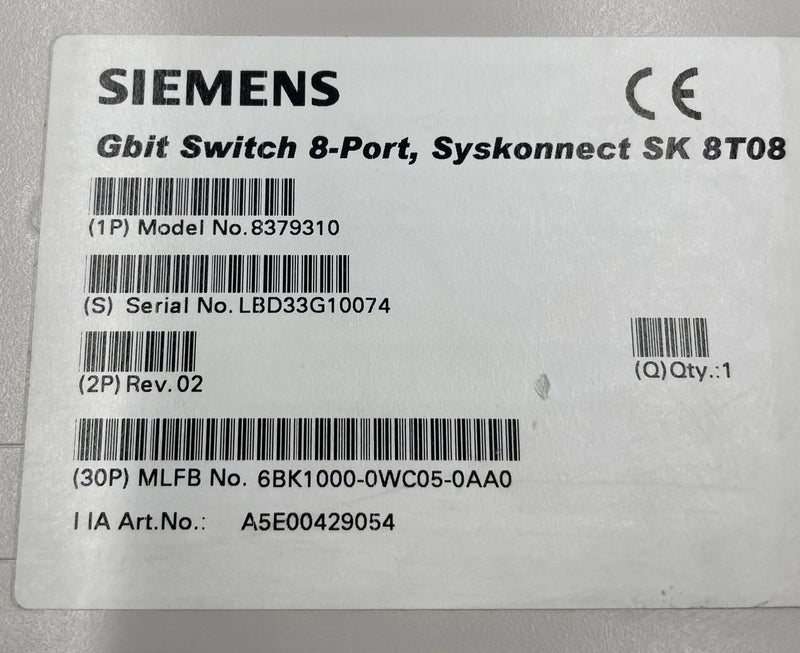 SIEMENS
CE
Gbit Switch 8-Port, Syskonnect SK 8T08
(1P) Model No. 8379310
(S) Serial No. LBD33G10074
(2P) Rev. 02
(Q) Qty.:1
(30P) MLFB No. 6BK1000-0WC05-0AA0
I IA Art.No.: A5E00429054